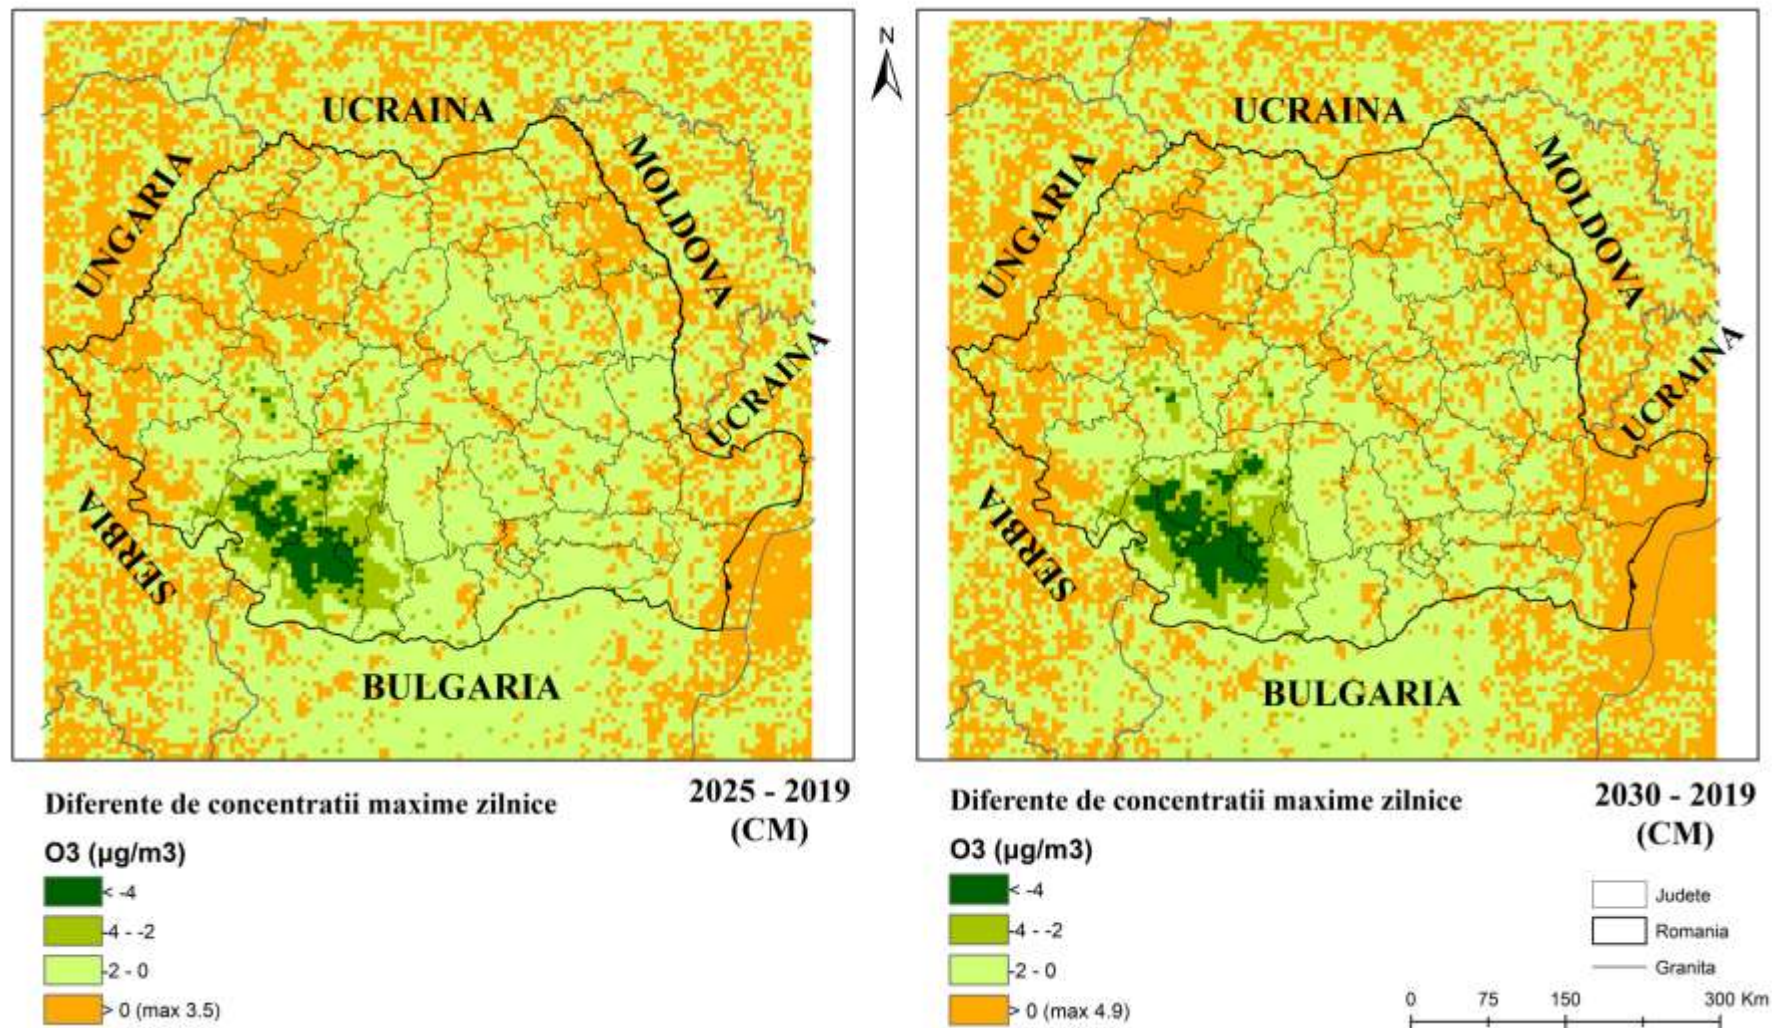 UCRAINA
UNGARIA
MOLDOVA
UCRAINA
SERBIA
BULGARIA
Diferente de concentratii maxime zilnice
2025 - 2019
(CM)
O3 (µg/m3)
< -4
-4 - -2
-2 - 0
> 0 (max 3.5)
N
UCRAINA
UNGARIA
MOLDOVA
UCRAINA
SERBIA
BULGARIA
Diferente de concentratii maxime zilnice
2030 - 2019
(CM)
O3 (µg/m3)
< -4
-4 - -2
-2 - 0
> 0 (max 4.9)
Judete
Romania
Granita
0 75 150 300 Km